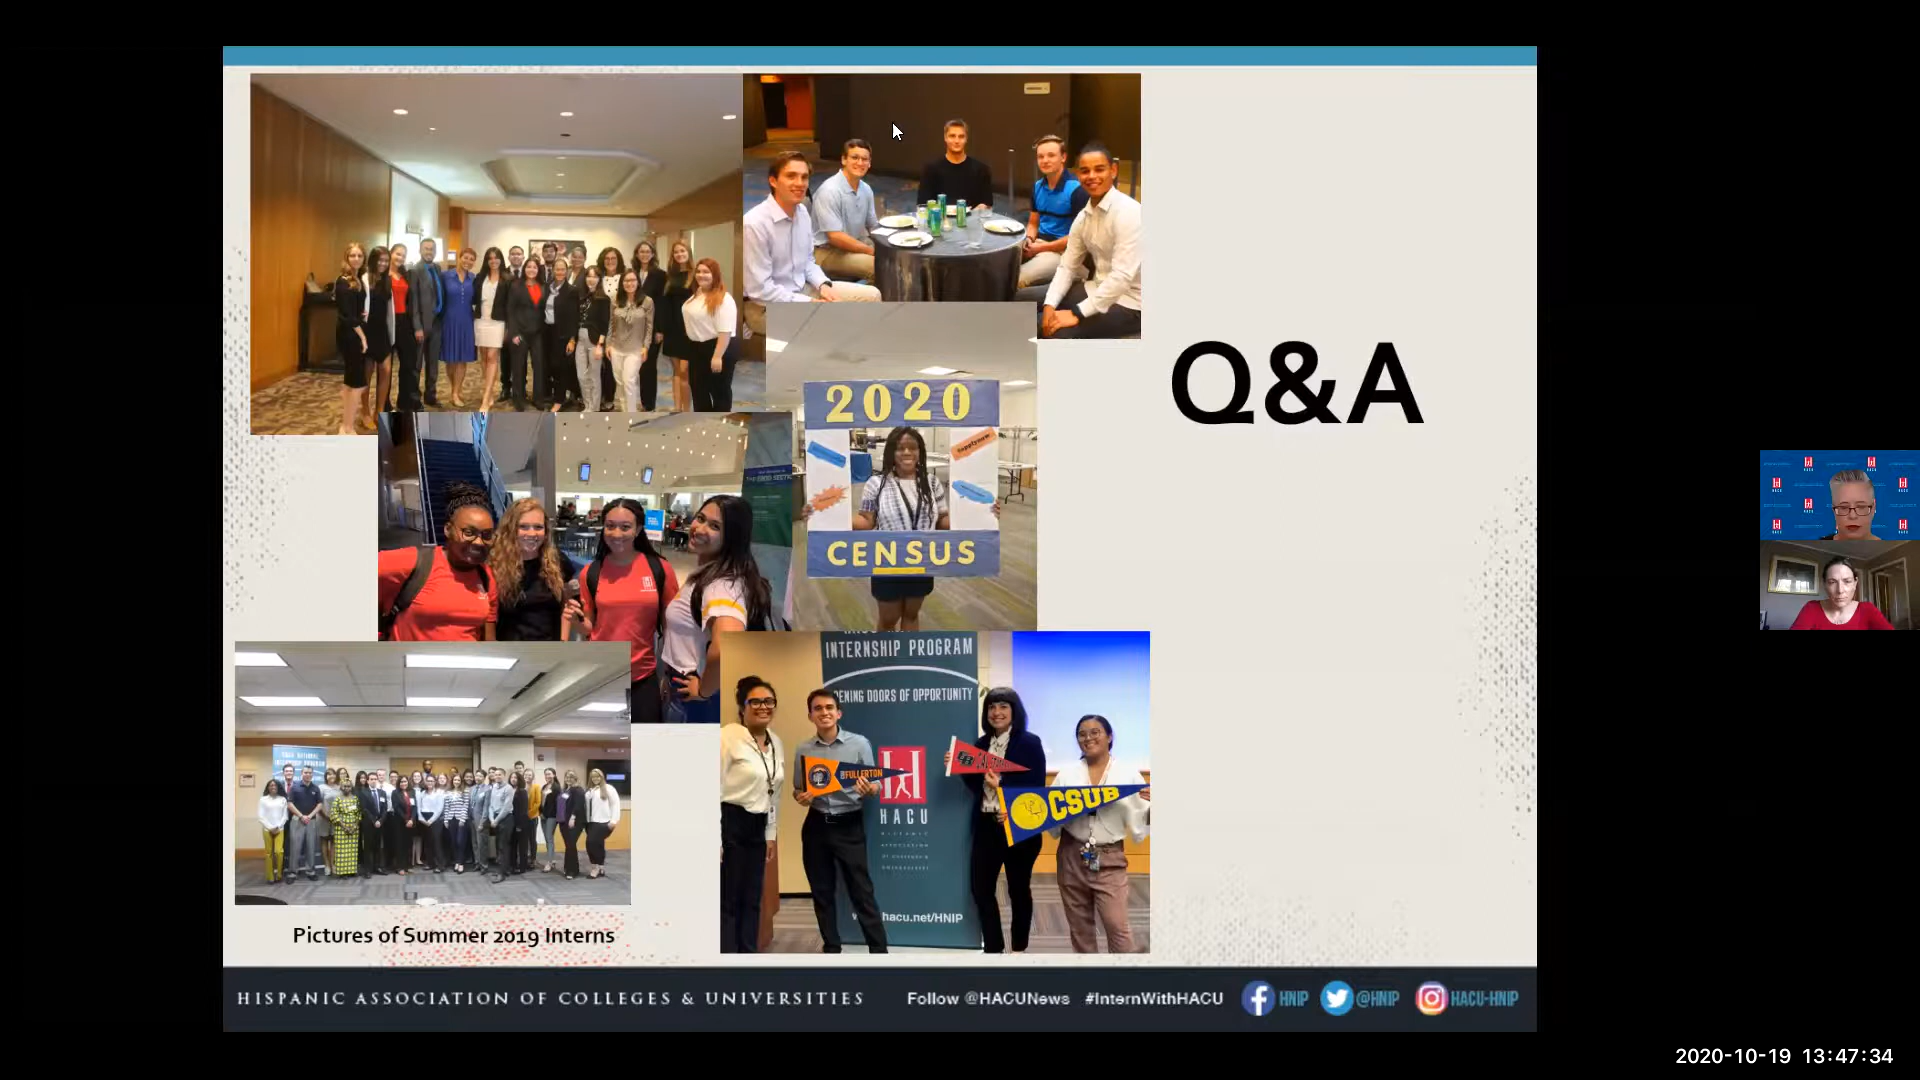 Q&A
2020
CENSUS
INTERNSHIP PROGRAM
OPENING DOORS OF OPPORTUNITY
FULLERTON
CSUB
HACU
hacu.net/HNIP
Pictures of Summer 2019 Interns
HISPANIC ASSOCIATION OF COLLEGES & UNIVERSITIES
Follow @HACUNews #InternWithHACU
HNIP
@HNIP
HACU-HNIP
2020-10-19 13:47:34